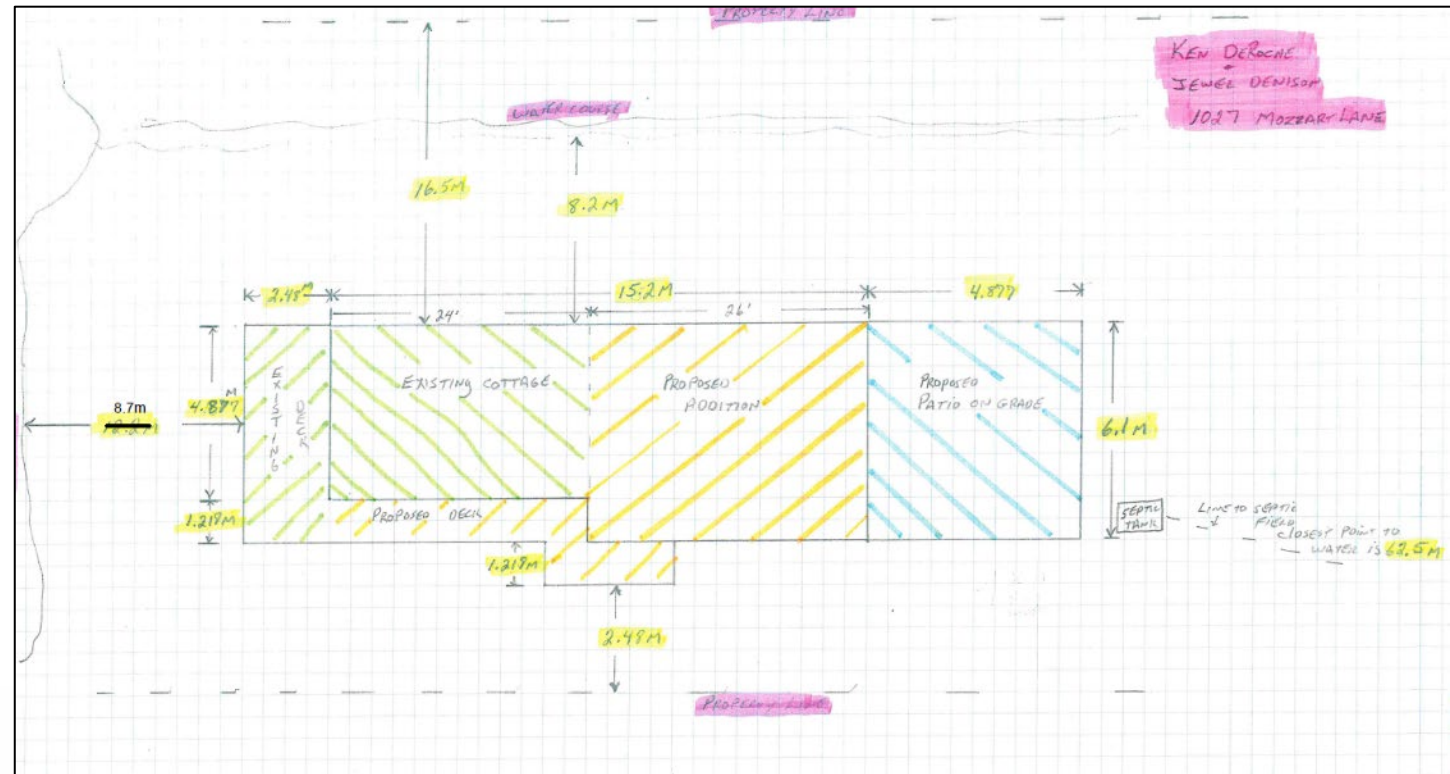 PROPERTY LINE
KEN DEROCHE
+
JEWEL DENISON
1027 MOZZARY LANE
WATER COURSE
16.5M
8.2M
2.48M
15.2M
4.877
24'
26'
EXISTING DECK
EXISTING COTTAGE
PROPOSED
ADDITION
PROPOSED
PATIO ON GRADE
8.7m
4.877M
6.1M
1.218M
PROPOSED DECK
SEPTIC
TANK
LINE TO SEPTIC
FIELD
CLOSEST POINT TO
WATER IS 62.5M
1.218M
2.48M
PROPERTY LINE